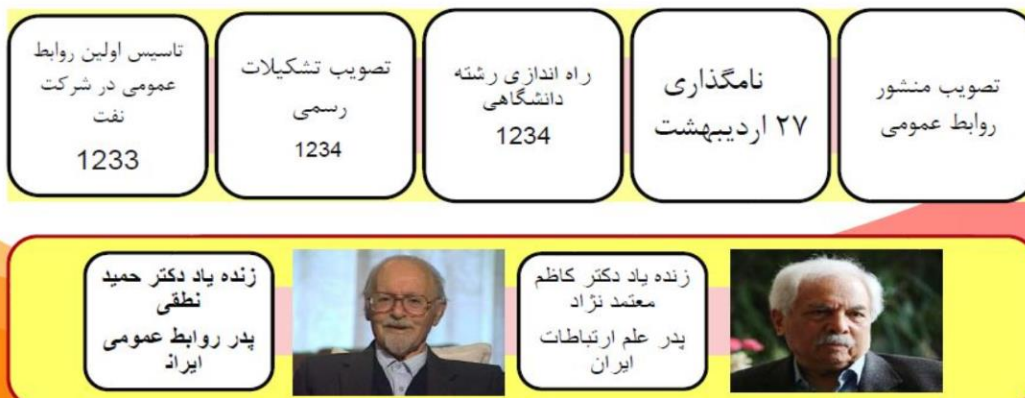 تاسیس اولین روابط
عمومی در شرکت
نفت
1233
تصویب تشکیلات
رسمی
1234
راه اندازی رشته
دانشگاهی
1234
نامگذاری
۲۷ اردیبهشت
تصویب منشور
روابط عمومی
زنده یاد دکتر حمید
نطقی
پدر روابط عمومی
ایران
زنده یاد دکتر کاظم
معتمد نژاد
پدر علم ارتباطات
ایران